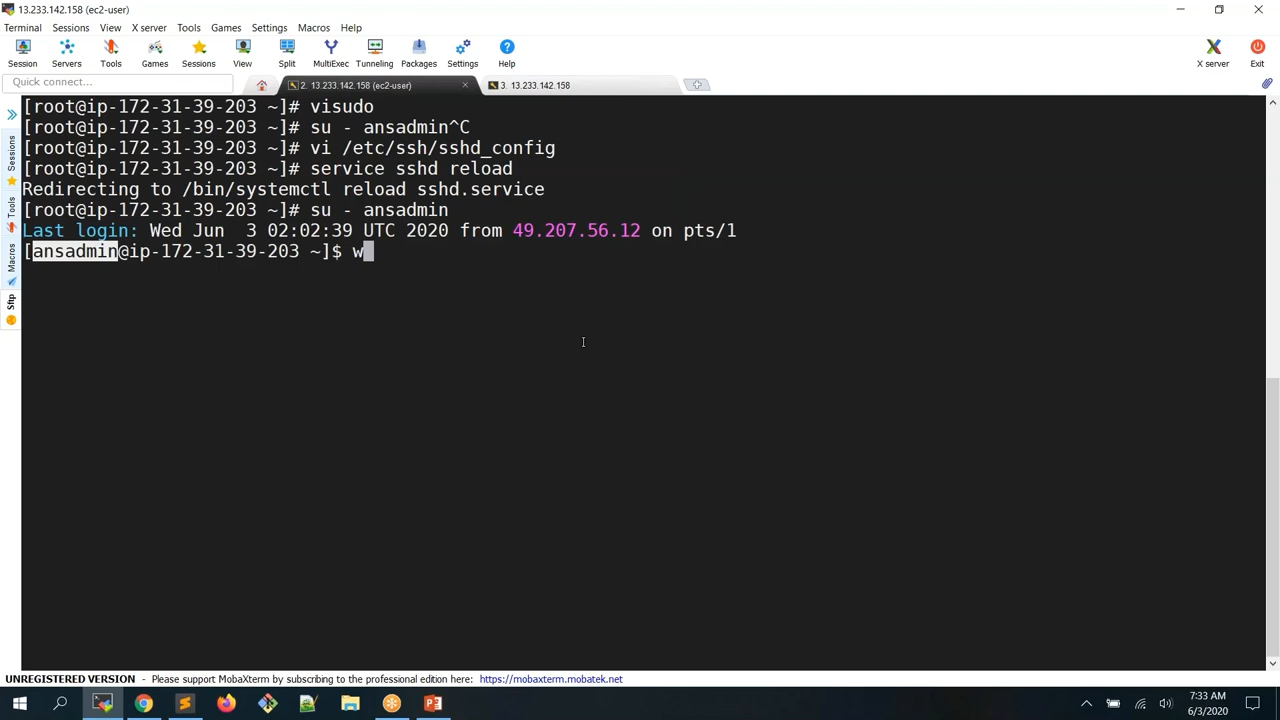 13.233.142.158 (ec2-user)
Terminal Sessions View X server Tools Games Settings Macros Help
Session Servers Tools Games Sessions View Split MultiExec Tunneling Packages Settings Help X server Exit
Quick connect...
2. 13.233.142.158 (ec2-user)
3. 13.233.142.158
[root@ip-172-31-39-203 ~]# visudo
[root@ip-172-31-39-203 ~]# su - ansadmin^C
[root@ip-172-31-39-203 ~]# vi /etc/ssh/sshd_config
[root@ip-172-31-39-203 ~]# service sshd reload
Redirecting to /bin/systemctl reload sshd.service
[root@ip-172-31-39-203 ~]# su - ansadmin
Last login: Wed Jun  3 02:02:39 UTC 2020 from 49.207.56.12 on pts/1
[ansadmin@ip-172-31-39-203 ~]$ w
Sessions
Tools
Macros
Sftp
UNREGISTERED VERSION - Please support MobaXterm by subscribing to the professional edition here: https://mobaxterm.mobatek.net
7:33 AM
6/3/2020